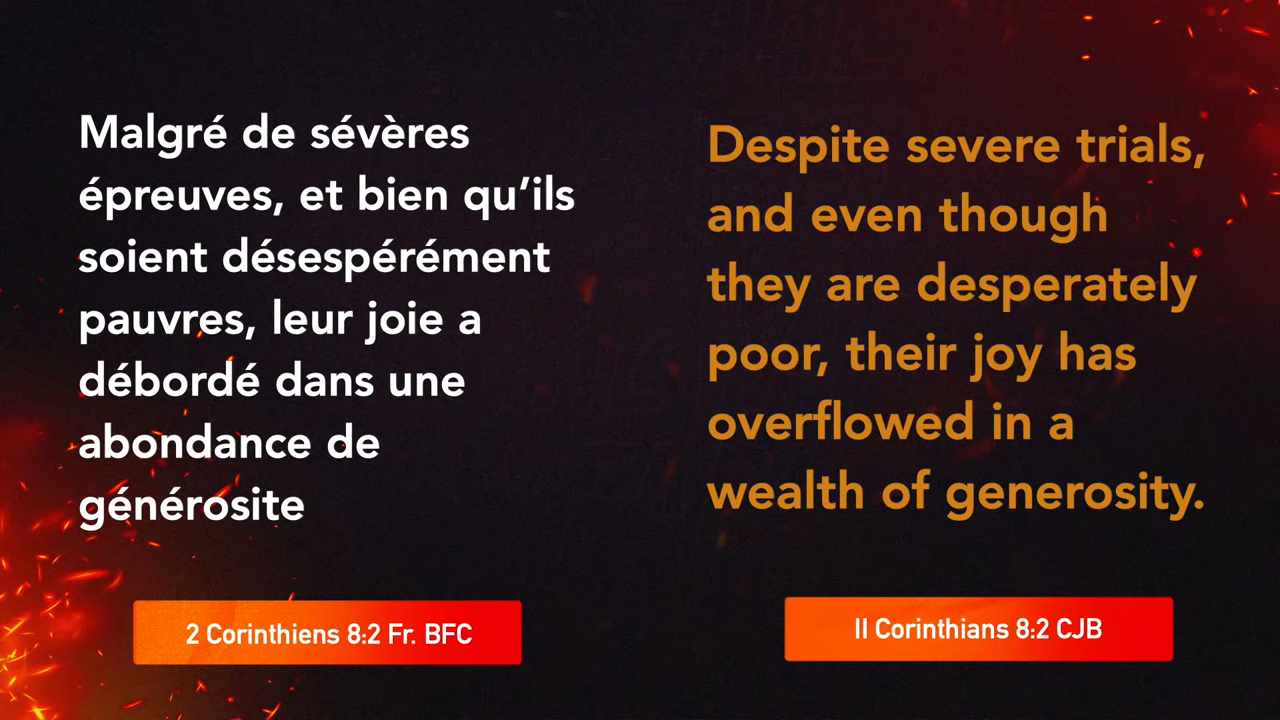 Malgré de sévères
épreuves, et bien qu’ils
soient désespérément
pauvres, leur joie a
débordé dans une
abondance de
générosite
2 Corinthiens 8:2 Fr. BFC
Despite severe trials,
and even though
they are desperately
poor, their joy has
overflowed in a
wealth of generosity.
II Corinthians 8:2 CJB